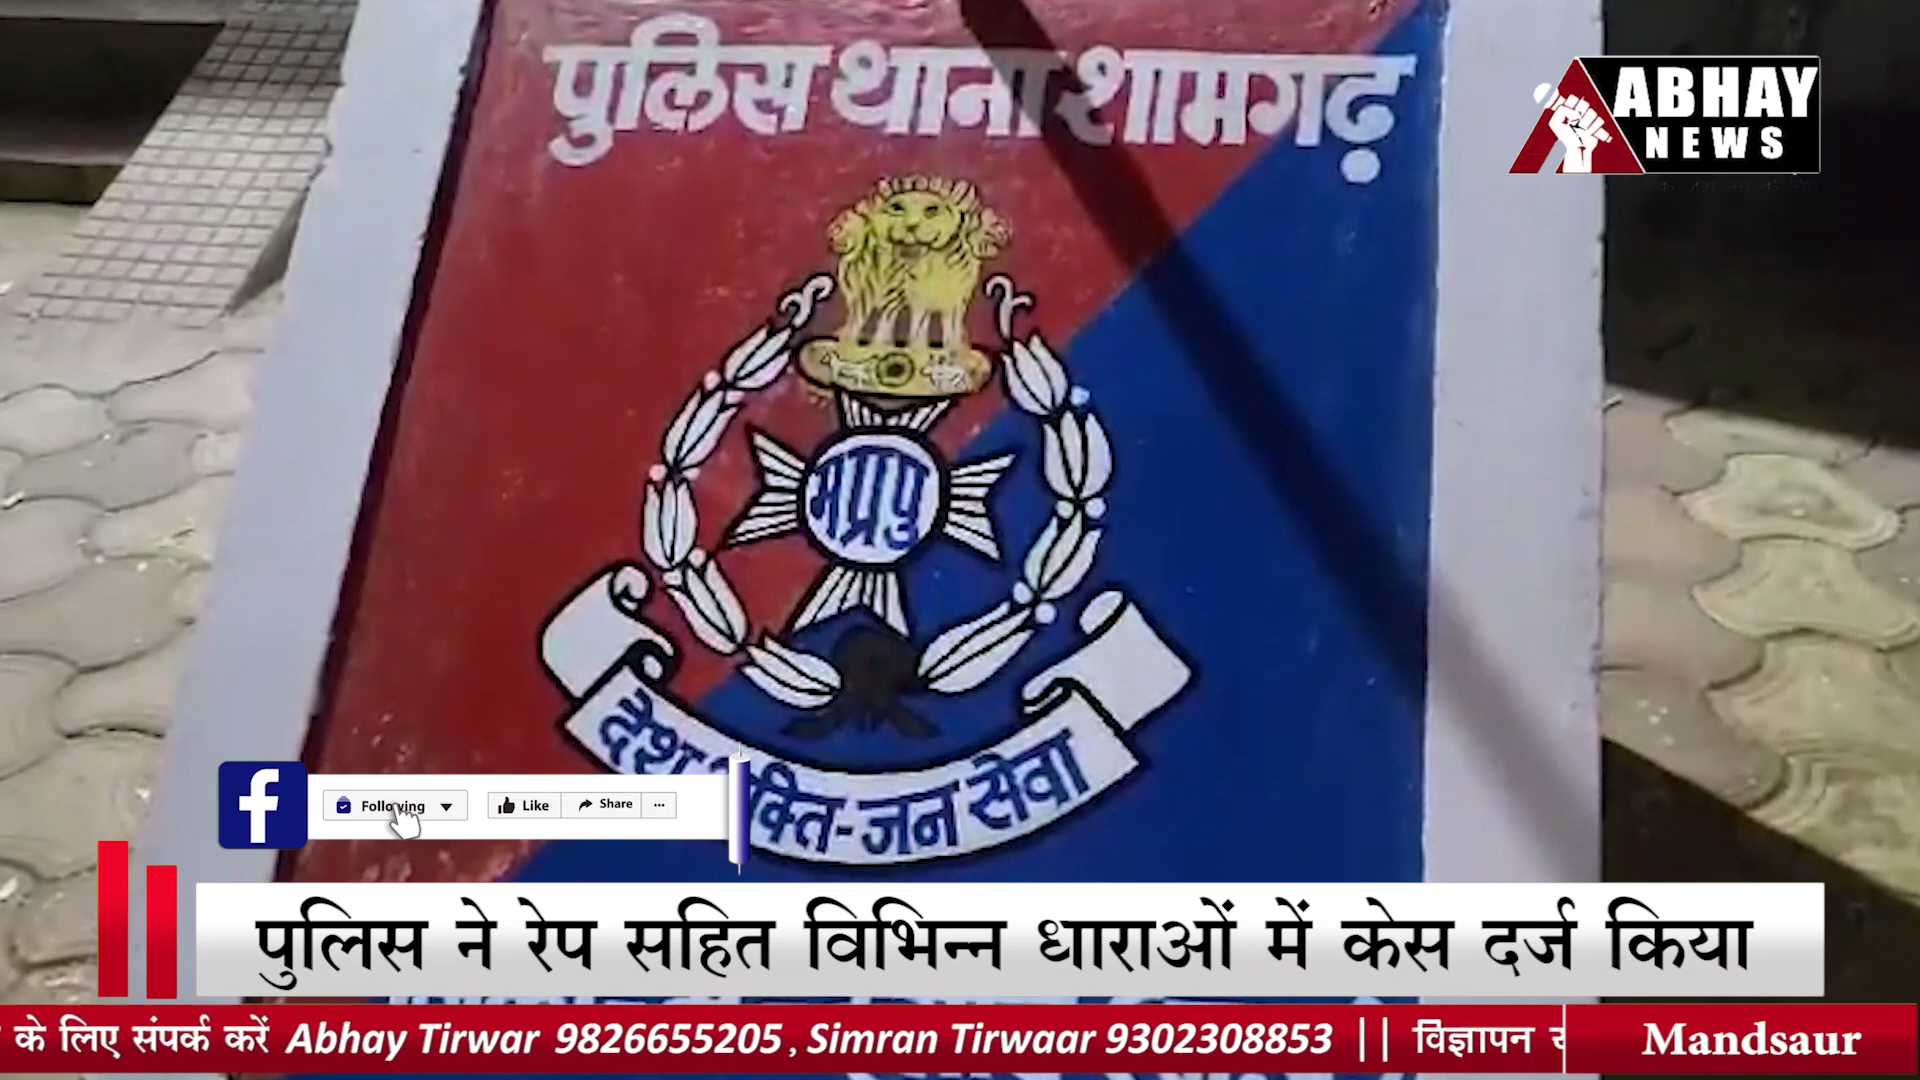 पुलिस थाना शामगढ़
ABHAY
NEWS
मप्रपु
देश भक्ति-जन सेवा
f
Following
Like
Share
पुलिस ने रेप सहित विभिन्न धाराओं में केस दर्ज किया
के लिए संपर्क करें Abhay Tirwar 9826655205, Simran Tirwaar 9302308853 || विज्ञापन
Mandsaur